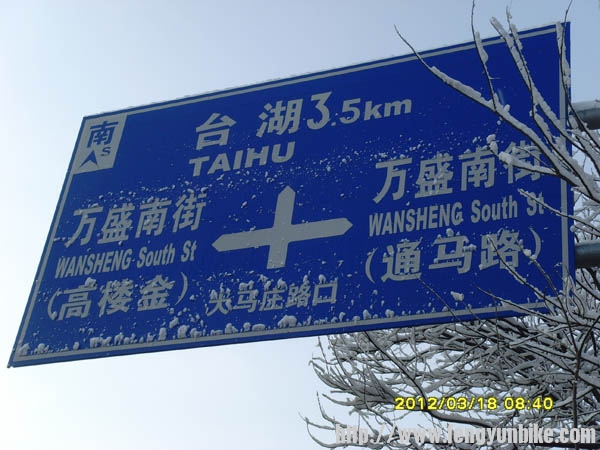 南
S
台湖3.5km
TAIHU
万盛南街
WANSHENG South St
(高楼金)
万盛南街
WANSHENG South St
(通马路)
大马庄路口
2012/03/18 08:40
http://www.fengyunbike.com